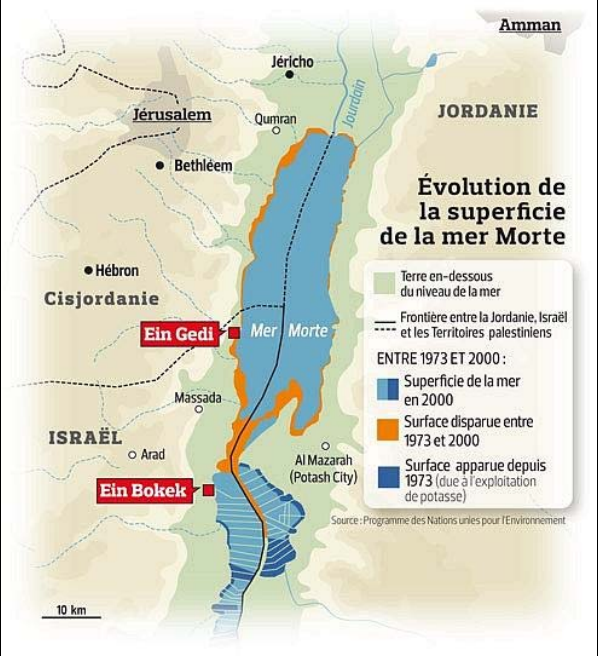 Amman
Jéricho
Jourdain
JORDANIE
Jérusalem
Qumran
Bethléem
Évolution de
la superficie
de la mer Morte
Hébron
Cisjordanie
Terre en-dessous
du niveau de la mer
Frontière entre la Jordanie, Israël
et les Territoires palestiniens
Ein Gedi
Mer Morte
ENTRE 1973 ET 2000 :
Superficie de la mer
en 2000
Massada
Surface disparue entre
1973 et 2000
ISRAËL
Arad
Al Mazarah
(Potash City)
Surface apparue depuis
1973 (due à l'exploitation
de potasse)
Ein Bokek
Source : Programme des Nations unies pour l'Environnement
10 km